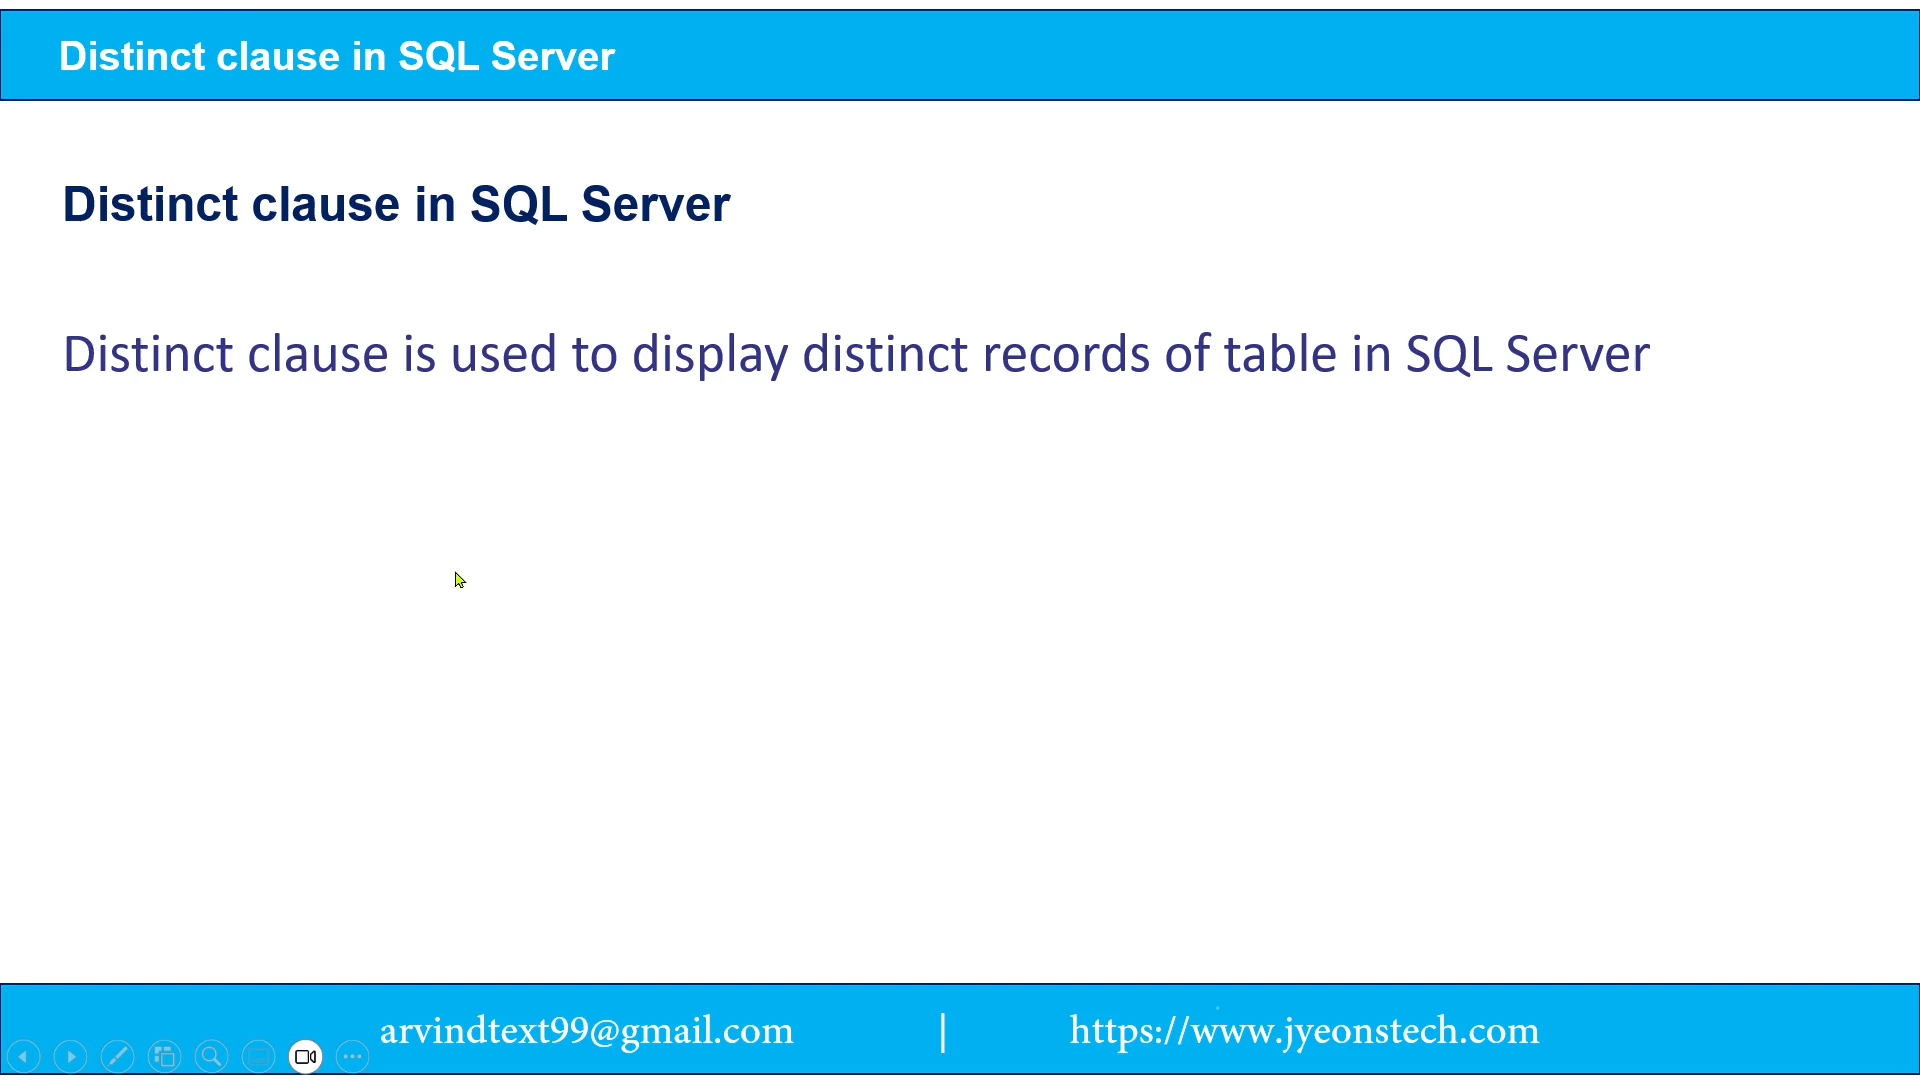 Distinct clause in SQL Server
Distinct clause in SQL Server
Distinct clause is used to display distinct records of table in SQL Server
arvindtext99@gmail.com | https://www.jyeonstech.com